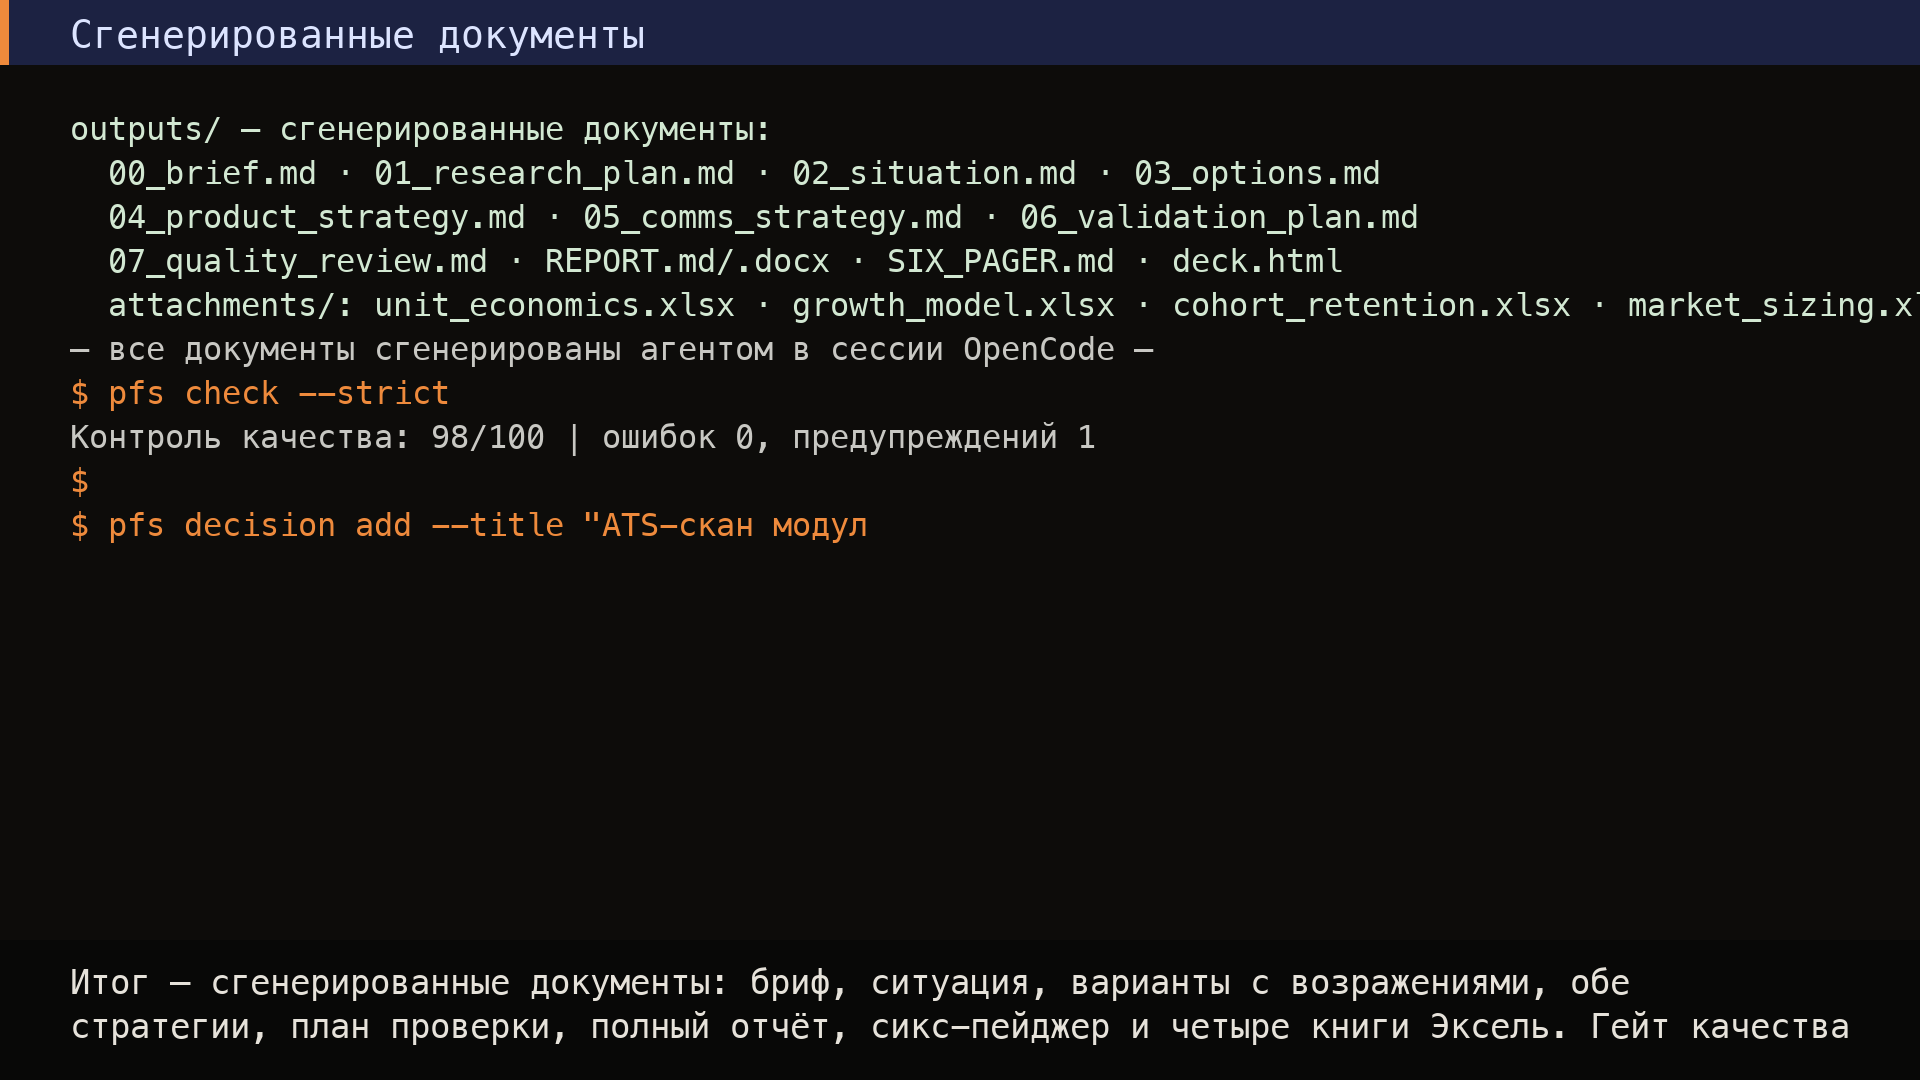 Сгенерированные документы
outputs/ — сгенерированные документы:
00_brief.md · 01_research_plan.md · 02_situation.md · 03_options.md
04_product_strategy.md · 05_comms_strategy.md · 06_validation_plan.md
07_quality_review.md · REPORT.md/.docx · SIX_PAGER.md · deck.html
attachments/: unit_economics.xlsx · growth_model.xlsx · cohort_retention.xlsx · market_sizing.xl
— все документы сгенерированы агентом в сессии OpenCode —
$ pfs check --strict
Контроль качества: 98/100 | ошибок 0, предупреждений 1
$
$ pfs decision add --title "ATS-скан модул
Итог — сгенерированные документы: бриф, ситуация, варианты с возражениями, обе
стратегии, план проверки, полный отчёт, сикс-пейджер и четыре книги Эксель. Гейт качества